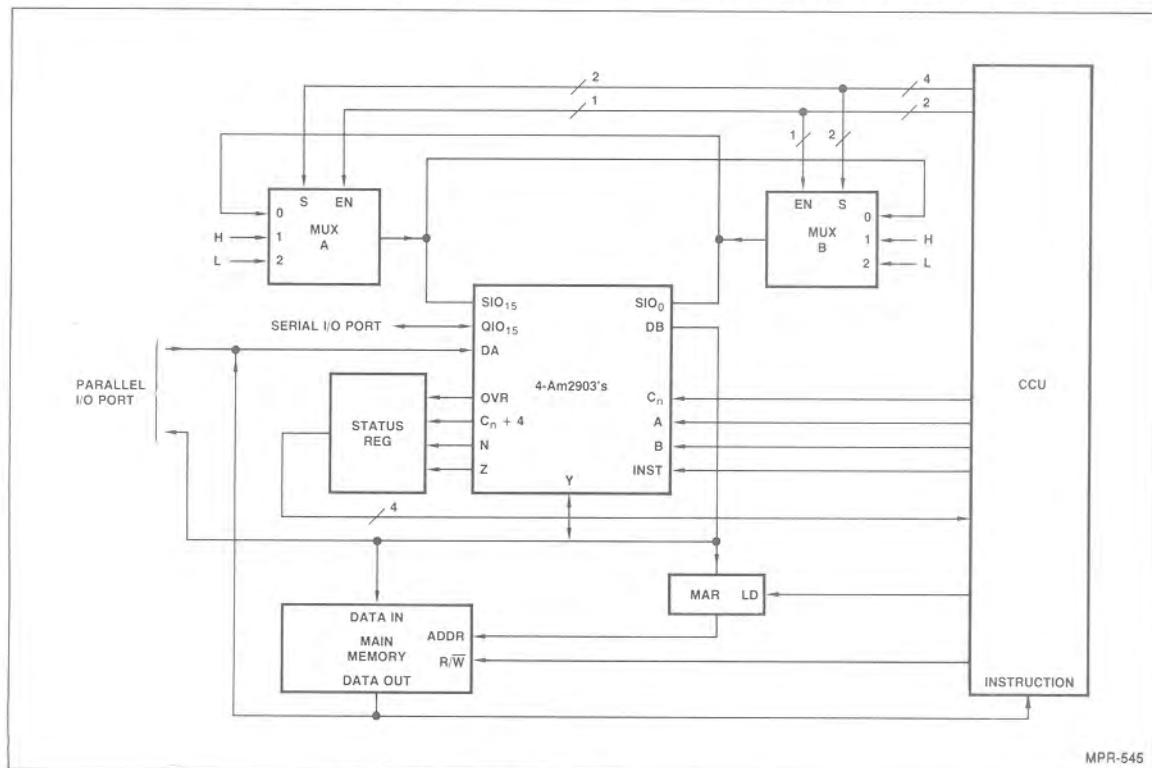 2
4
1
2
1
2
S EN
MUX
A
0
1
2
H
L
EN S
MUX
B
0
1
2
H
L
SIO₁₅
QIO₁₅
DA
OVR
Cₙ + 4
N
Z
Y
4-Am2903's
SIO₀
DB
Cₙ
A
B
INST
SERIAL I/O PORT
PARALLEL
I/O PORT
STATUS
REG
4
CCU
INSTRUCTION
MAR LD
DATA IN
MAIN
MEMORY
DATA OUT
ADDR
R/W̅
MPR-545